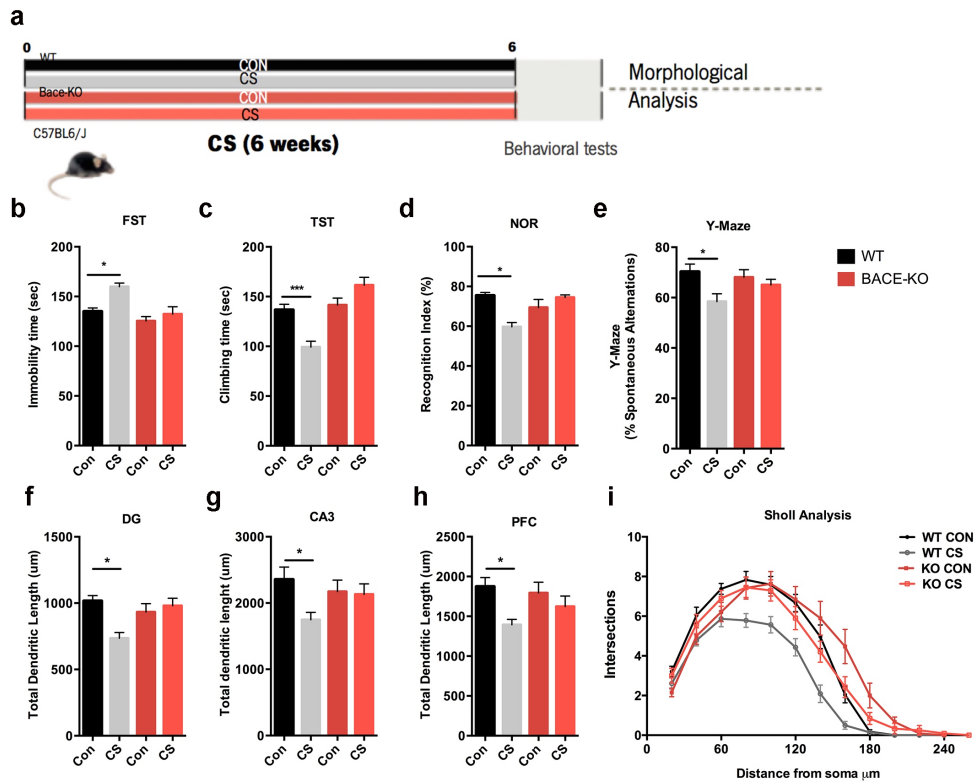 a
0 6
WT
CON
CS
Bace-KO
CON
CS
C57BL6/J
CS (6 weeks)
Behavioral tests
Morphological
Analysis
b
FST
Immobility time (sec)
200
150
100
50
0
Con CS Con CS
*
c
TST
Climbing time (sec)
200
150
100
50
0
Con CS Con CS
***
d
NOR
Recognition Index (%)
100
80
60
40
20
0
Con CS Con CS
*
e
Y-Maze
Y-Maze
(% Spontaneous Alternations)
80
60
40
20
0
Con CS Con CS
*
WT
BACE-KO
f
DG
Total Dendritic Length (um)
1500
1000
500
0
Con CS Con CS
*
g
CA3
Total dendritic lenght (um)
3000
2000
1000
0
Con CS Con CS
*
h
PFC
Total Dendritic Length (um)
2500
2000
1500
1000
500
0
Con CS Con CS
*
i
Sholl Analysis
Intersections
10
8
6
4
2
0
0 60 120 180 240
Distance from soma μm
WT CON
WT CS
KO CON
KO CS